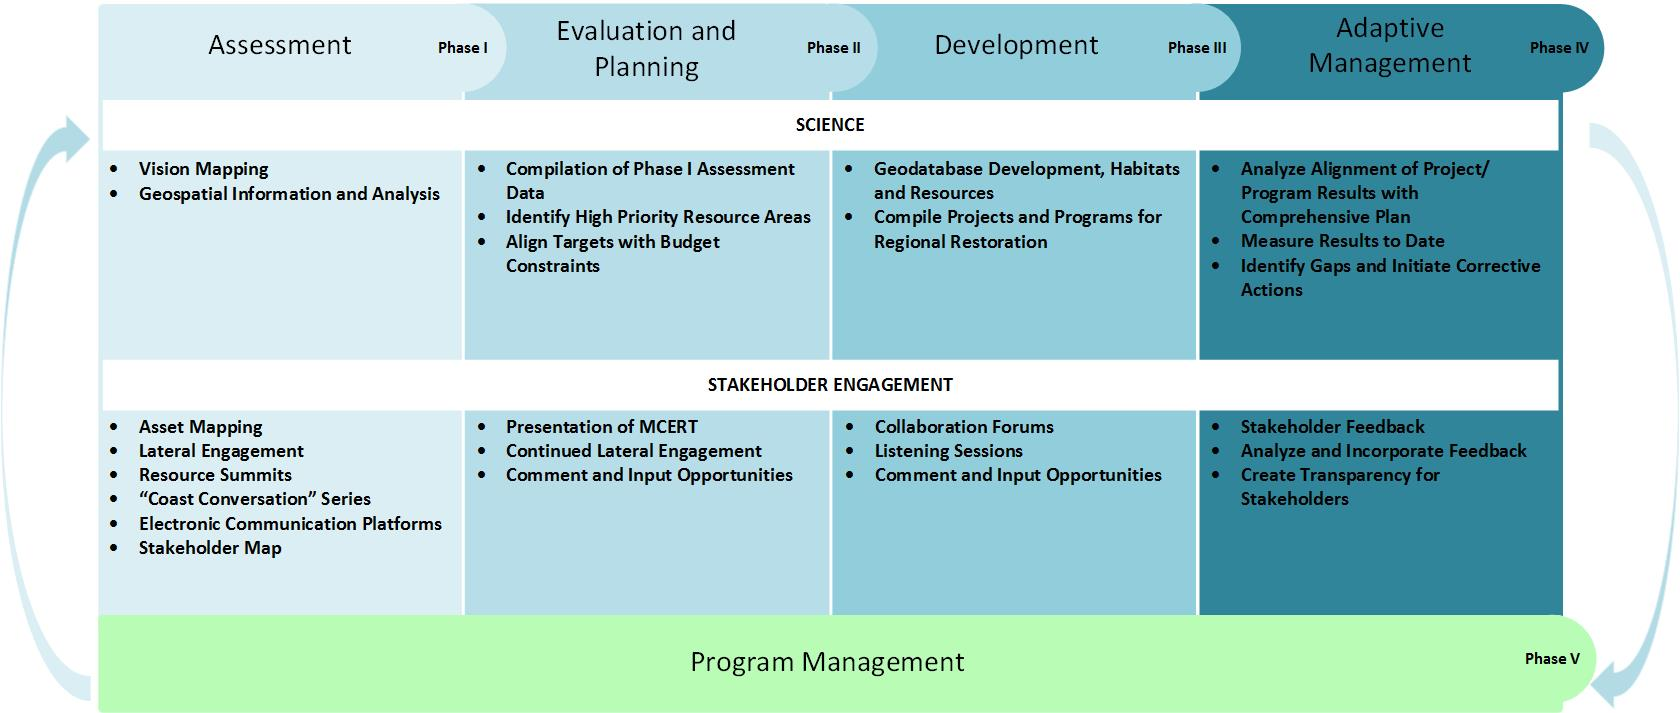 Assessment
Phase I
Evaluation and
Planning
Phase II
Development
Phase III
Adaptive
Management
Phase IV
SCIENCE
• Vision Mapping
• Geospatial Information and Analysis
• Compilation of Phase I Assessment
Data
• Identify High Priority Resource Areas
• Align Targets with Budget
Constraints
• Geodatabase Development, Habitats
and Resources
• Compile Projects and Programs for
Regional Restoration
• Analyze Alignment of Project/
Program Results with
Comprehensive Plan
• Measure Results to Date
• Identify Gaps and Initiate Corrective
Actions
STAKEHOLDER ENGAGEMENT
• Asset Mapping
• Lateral Engagement
• Resource Summits
• “Coast Conversation” Series
• Electronic Communication Platforms
• Stakeholder Map
• Presentation of MCERT
• Continued Lateral Engagement
• Comment and Input Opportunities
• Collaboration Forums
• Listening Sessions
• Comment and Input Opportunities
• Stakeholder Feedback
• Analyze and Incorporate Feedback
• Create Transparency for
Stakeholders
Program Management
Phase V